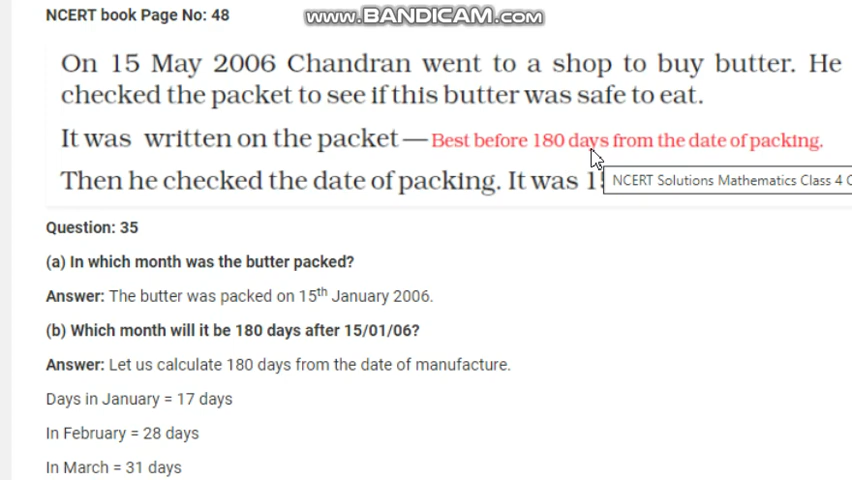 NCERT book Page No: 48
www.BANDICAM.com
On 15 May 2006 Chandran went to a shop to buy butter. He
checked the packet to see if this butter was safe to eat.
It was written on the packet — Best before 180 days from the date of packing.
Then he checked the date of packing. It was
NCERT Solutions Mathematics Class 4
Question: 35
(a) In which month was the butter packed?
Answer: The butter was packed on 15th January 2006.
(b) Which month will it be 180 days after 15/01/06?
Answer: Let us calculate 180 days from the date of manufacture.
Days in January = 17 days
In February = 28 days
In March = 31 days